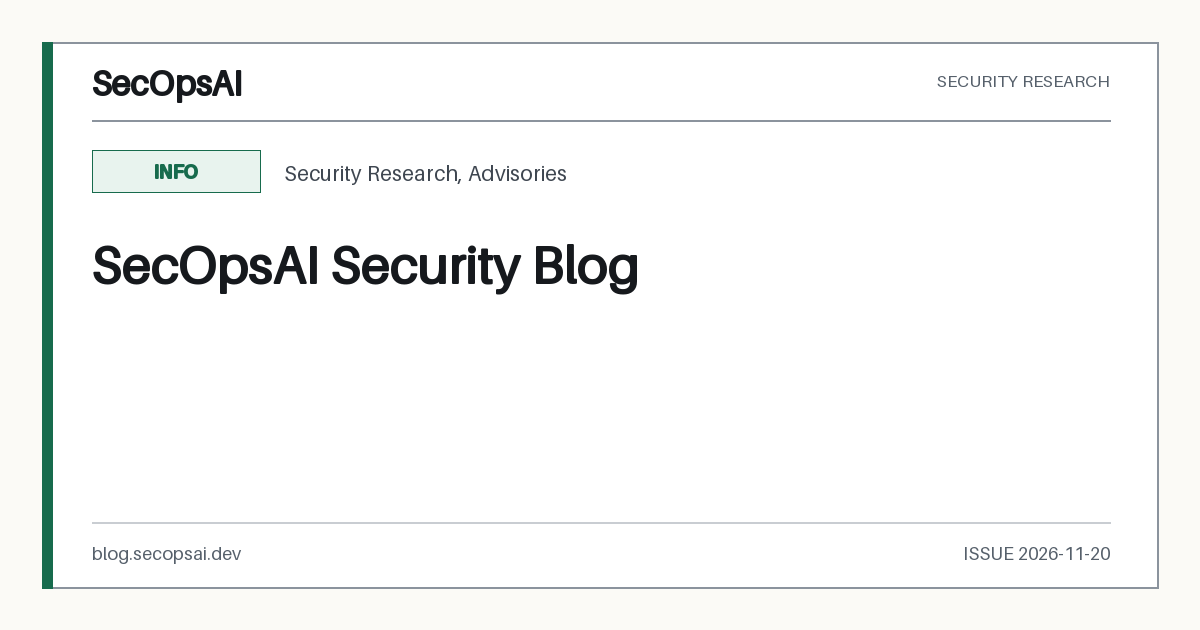 SecOpsAI
SECURITY RESEARCH
INFO
Security Research, Advisories
SecOpsAI Security Blog
blog.secopsai.dev
ISSUE 2026-11-20